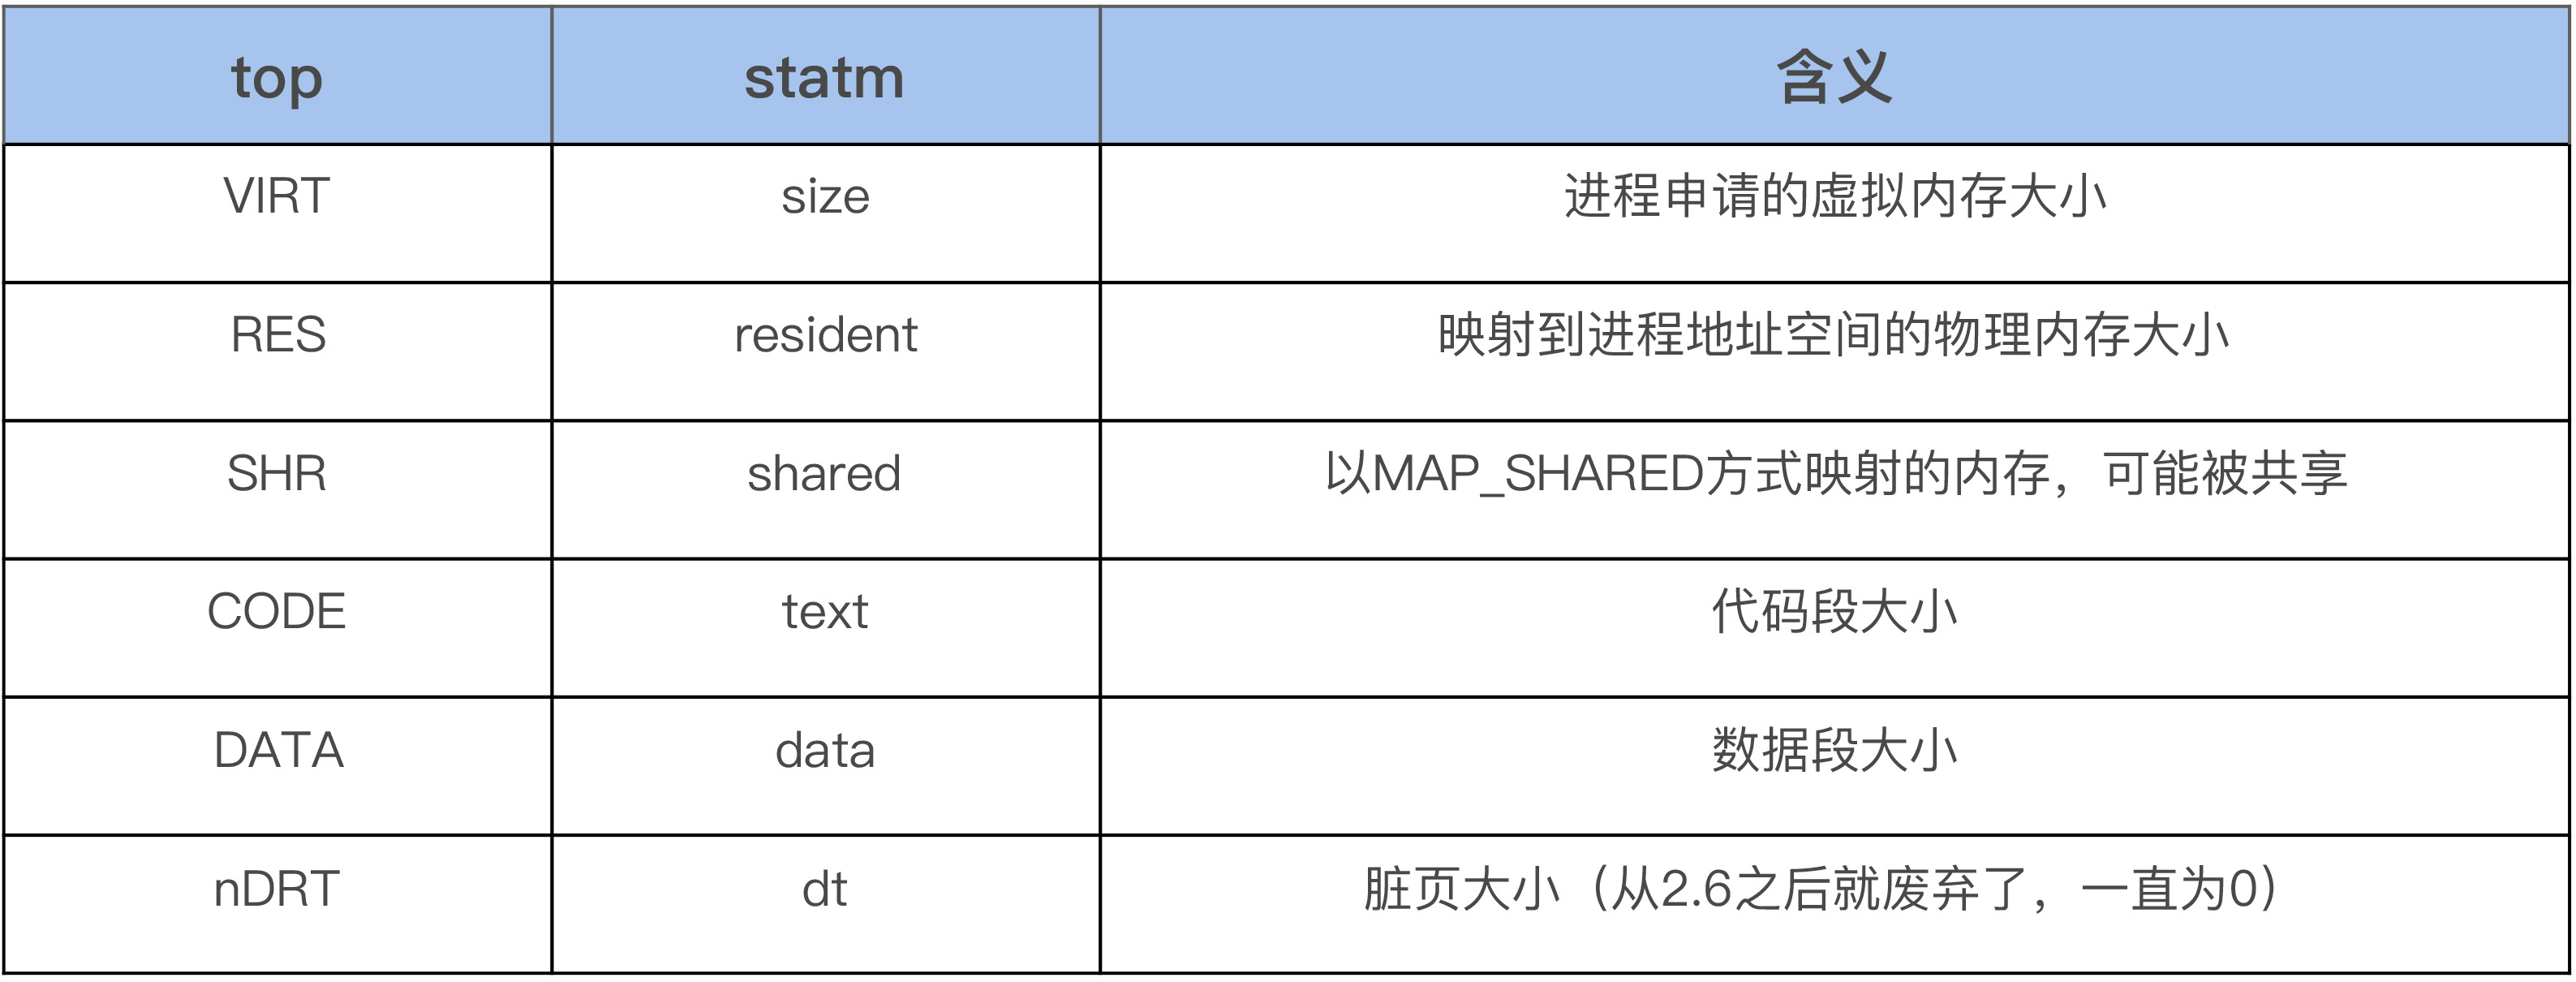 top statm 含义
VIRT size 进程申请的虚拟内存大小
RES resident 映射到进程地址空间的物理内存大小
SHR shared 以MAP_SHARED方式映射的内存，可能被共享
CODE text 代码段大小
DATA data 数据段大小
nDRT dt 脏页大小（从2.6之后就废弃了，一直为0）